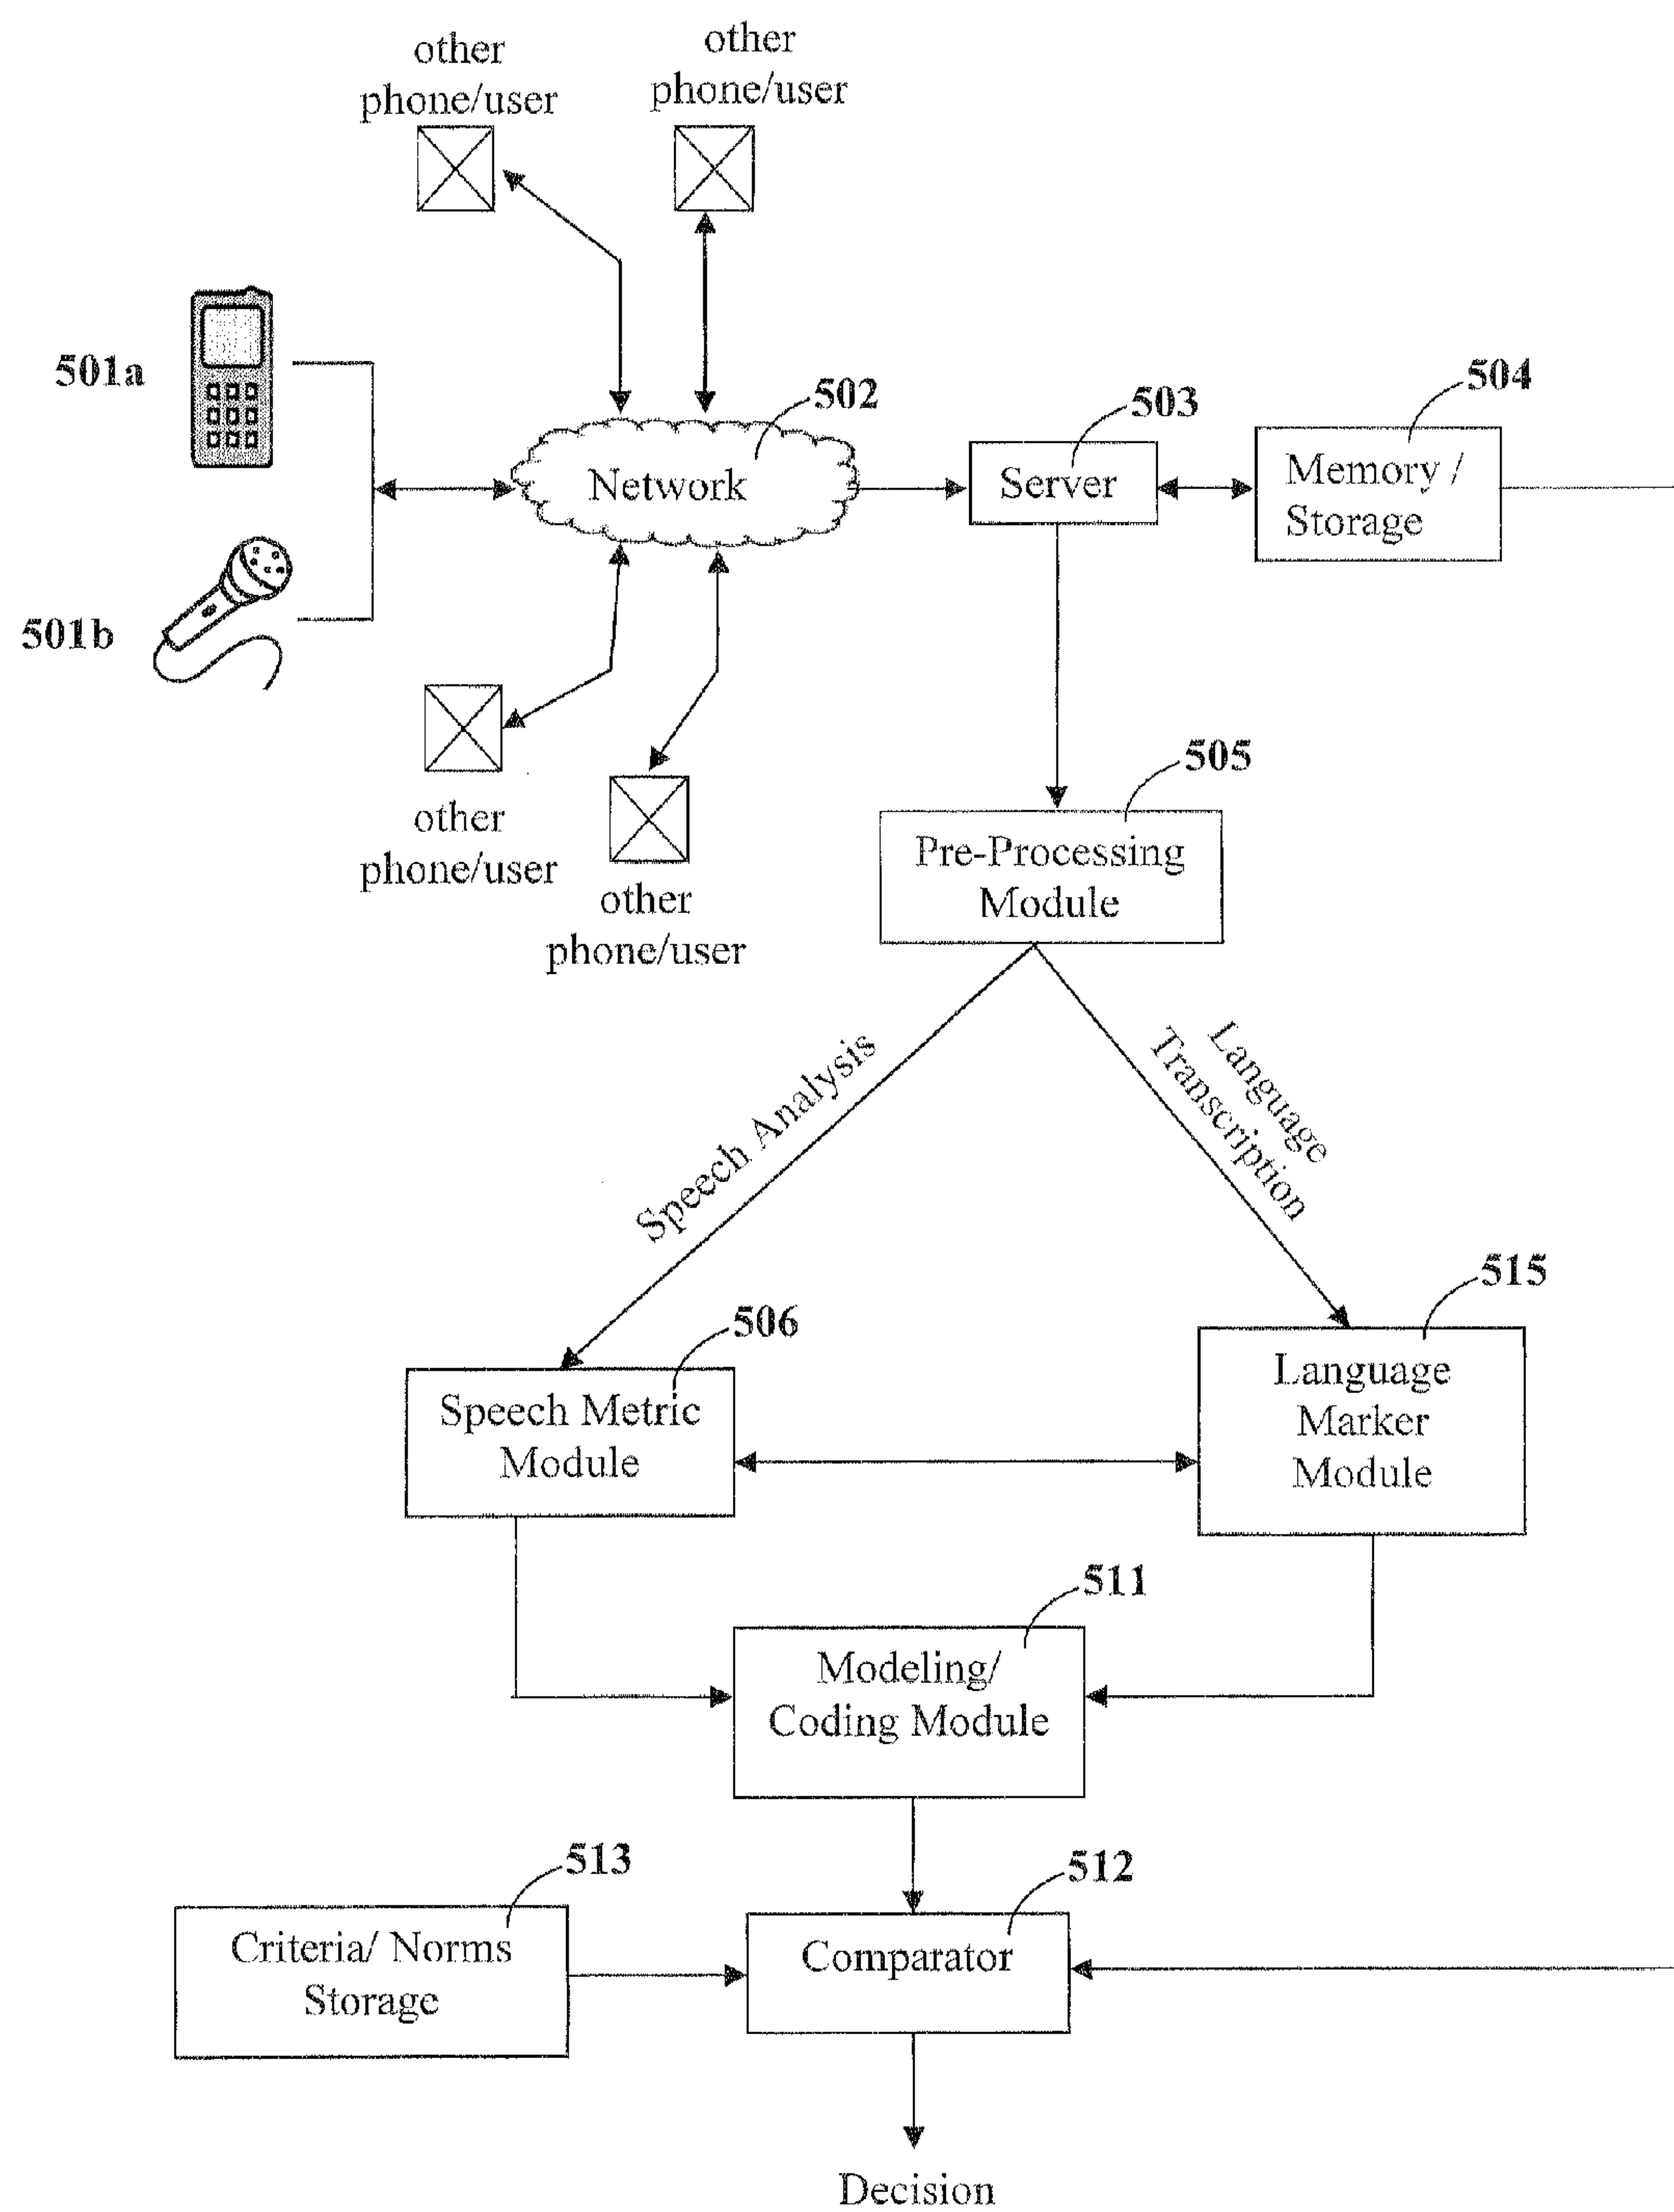 other
phone/user
other
phone/user
501a
502
503
504
Network
Server
Memory /
Storage
501b
505
other
phone/user
Pre-Processing
Module
other
phone/user
Speech Analysis
Language
Transcription
506
515
Speech Metric
Module
Language
Marker
Module
511
Modeling/
Coding Module
513
512
Criteria/ Norms
Storage
Comparator
Decision